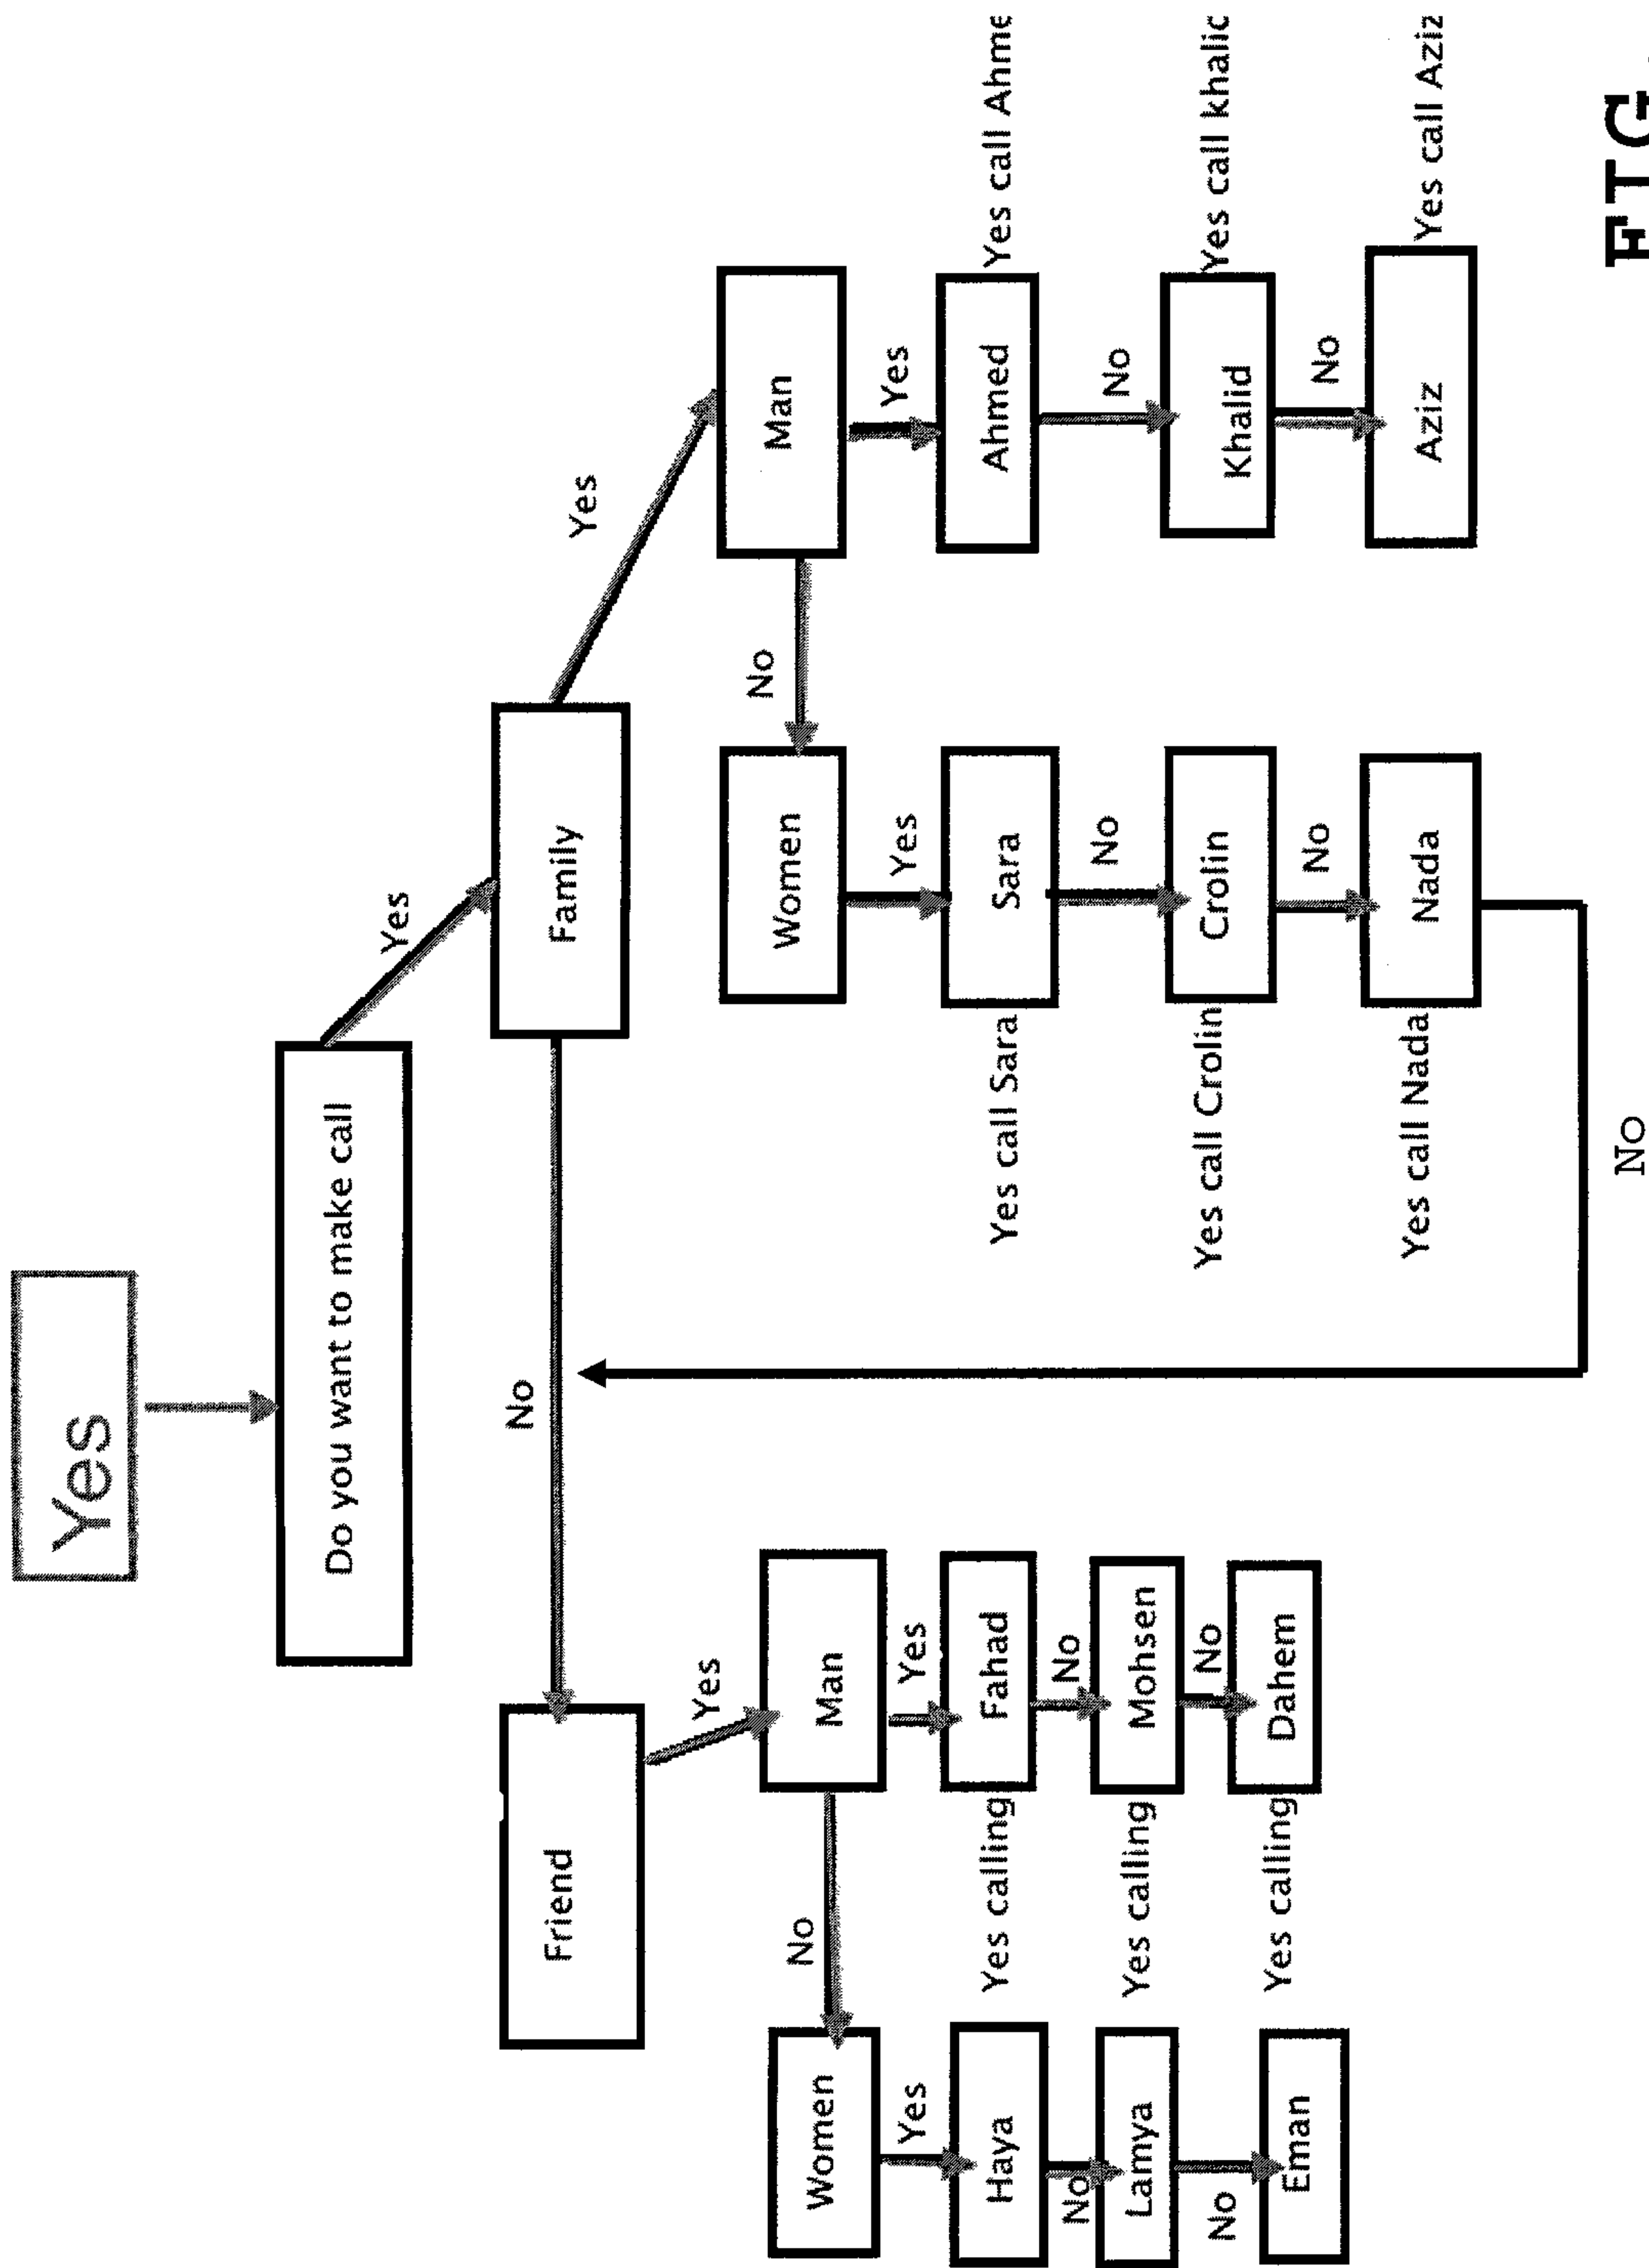 Yes
Do you want to make call
Yes
No
Friend
Family
Yes
Yes
No
No
Women
Man
Women
Man
Yes
Yes
Yes
Yes
Haya
Yes calling
Fahad
Yes call Sara
Sara
Ahmed
Yes call Ahme
No
No
No
No
Lamya
Yes calling
Mohsen
Yes call Crolin
Crolin
Khalid
Yes call khalic
No
No
No
No
Eman
Yes calling
Dahem
Yes call Nada
Nada
Aziz
Yes call Aziz
No
FIG.